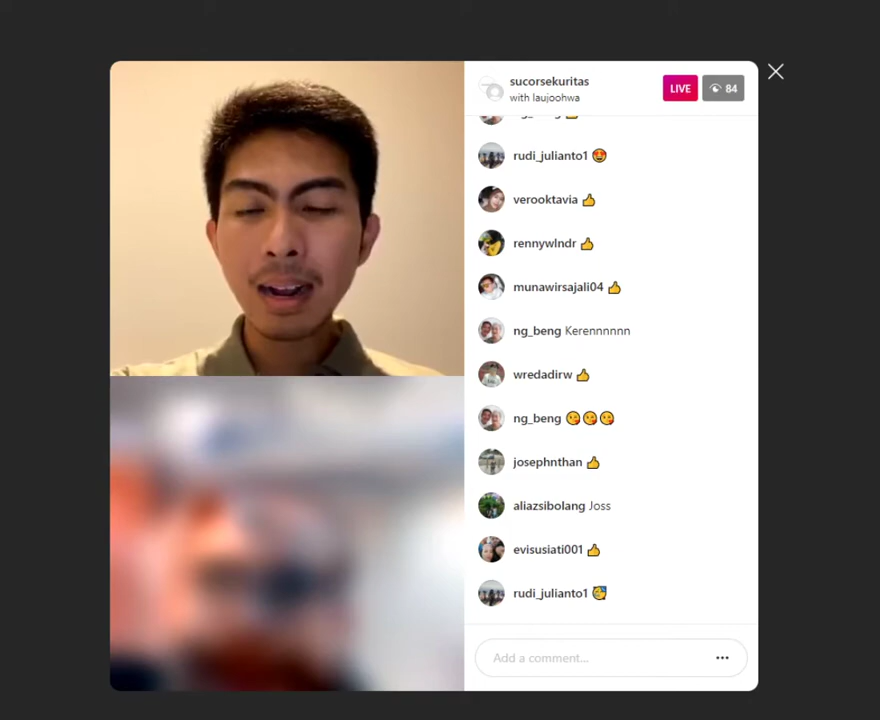 sucorsekuritas
with laujoohwa
LIVE
84
rudi_julianto1
verooktavia
rennywlndr
munawirsajali04
ng_beng Kerennnnnn
wredadirw
ng_beng
josephnthan
aliazsibolang Joss
evisusiati001
rudi_julianto1
Add a comment...